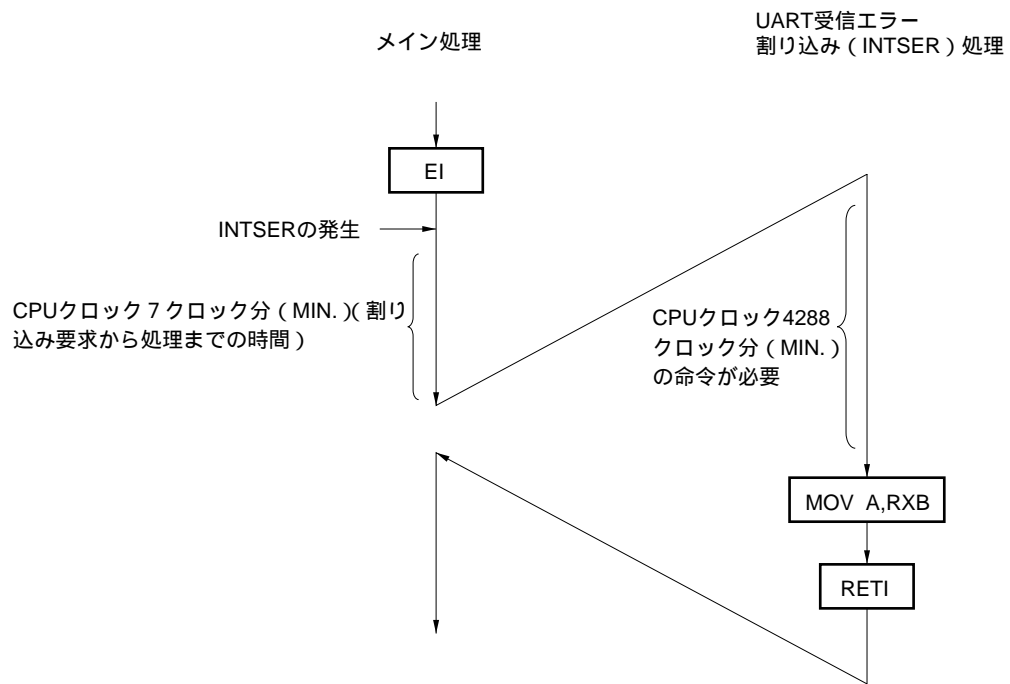 メイン処理
UART受信エラー
割り込み（INTSER）処理
EI
INTSERの発生
CPUクロック７クロック分（MIN.）(割り
込み要求から処理までの時間）
CPUクロック4288
クロック分（MIN.）
の命令が必要
MOV A,RXB
RETI